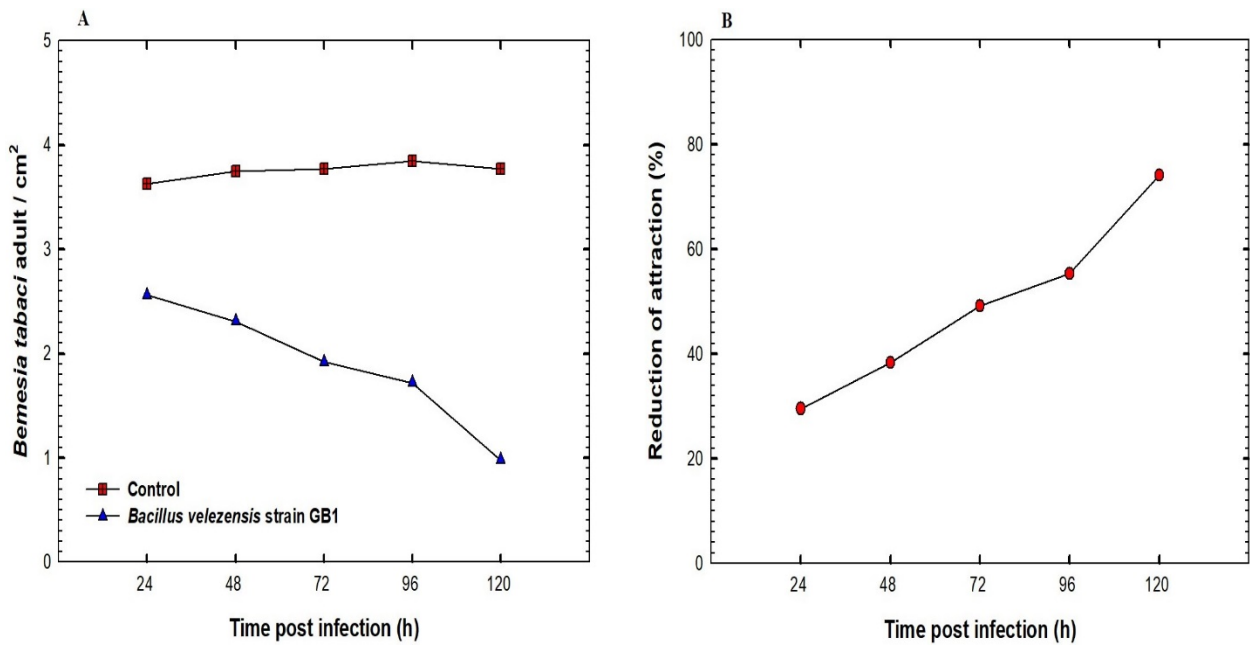 A
5
4
3
2
1
0
Bemesia tabaci adult / cm²
Control
Bacillus velezensis strain GB1
24 48 72 96 120
Time post infection (h)
B
100
80
60
40
20
0
Reduction of attraction (%)
24 48 72 96 120
Time post infection (h)